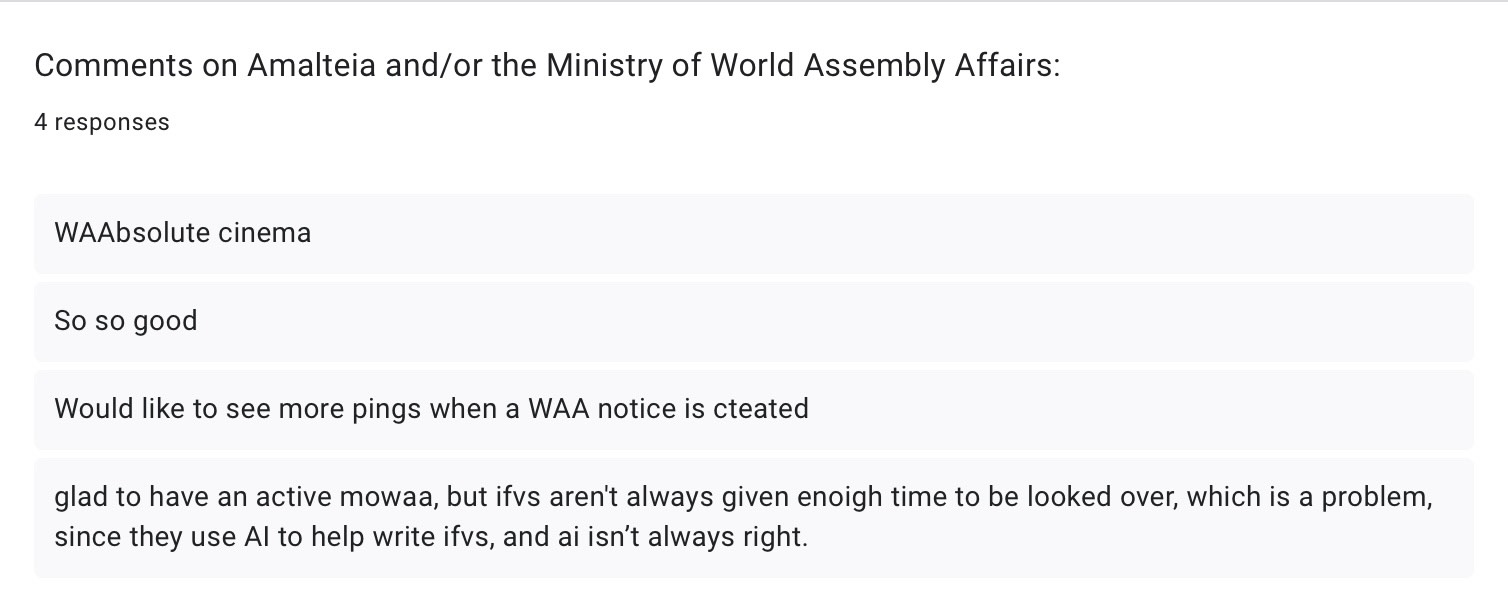 Comments on Amalteia and/or the Ministry of World Assembly Affairs:
4 responses
WAAbsolute cinema
So so good
Would like to see more pings when a WAA notice is cteated
glad to have an active mowaa, but ifvs aren't always given enoigh time to be looked over, which is a problem,
since they use AI to help write ifvs, and ai isn’t always right.